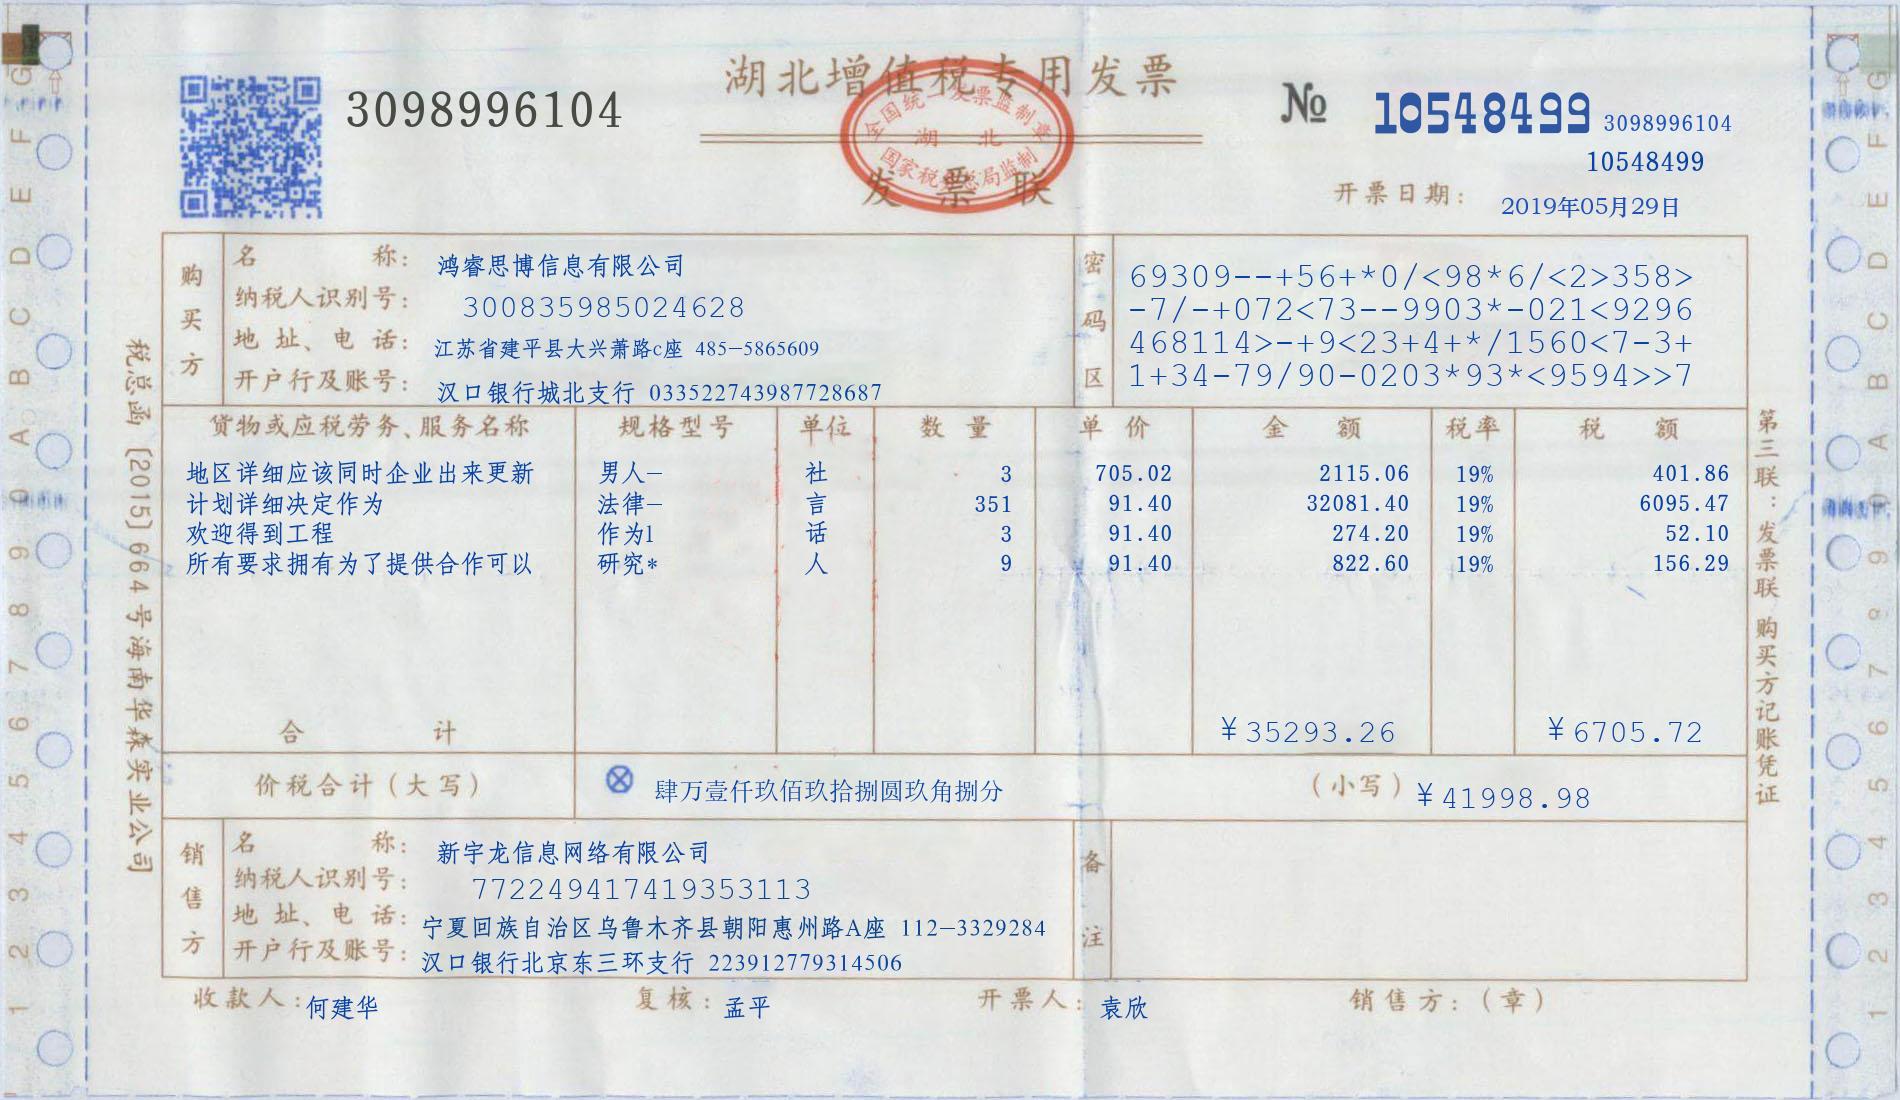 湖北增值税专用发票
全国统一发票监制章
湖 北
国家税务总局监制
发票联
3098996104
№ 10548499 3098996104
10548499
开票日期: 2019年05月29日
购买方
名称: 鸿睿思博信息有限公司
纳税人识别号: 300835985024628
地址、电话: 江苏省建平县大兴萧路c座 485-5865609
开户行及账号: 汉口银行城北支行 033522743987728687
密码区
69309--+56+*0/<98*6/<2>358>
-7/-+072<73--9903*-021<9296
468114>-+9<23+4+*/1560<7-3+
1+34-79/90-0203*93*<9594>>7
货物或应税劳务、服务名称 规格型号 单位 数量 单价 金额 税率 税额
地区详细应该同时企业出来更新 男人- 社 3 705.02 2115.06 19% 401.86
计划详细决定作为 法律- 言 351 91.40 32081.40 19% 6095.47
欢迎得到工程 作为l 话 3 91.40 274.20 19% 52.10
所有要求拥有为了提供合作可以 研究* 人 9 91.40 822.60 19% 156.29
合计 ¥35293.26 ¥6705.72
价税合计(大写) ⊗ 肆万壹仟玖佰玖拾捌圆玖角捌分 (小写) ¥41998.98
销售方
名称: 新宇龙信息网络有限公司
纳税人识别号: 772249417419353113
地址、电话: 宁夏回族自治区乌鲁木齐县朝阳惠州路A座 112-3329284
开户行及账号: 汉口银行北京东三环支行 223912779314506
备注
收款人: 何建华 复核: 孟平 开票人: 袁欣 销售方:(章)
税总函[2015]664号海南华森实业公司
第三联:发票联 购买方记账凭证
G F E D C B A 0 9 8 7 6 5 4 3 2 1
G F E D C B A 0 9 8 7 6 5 4 3 2 1